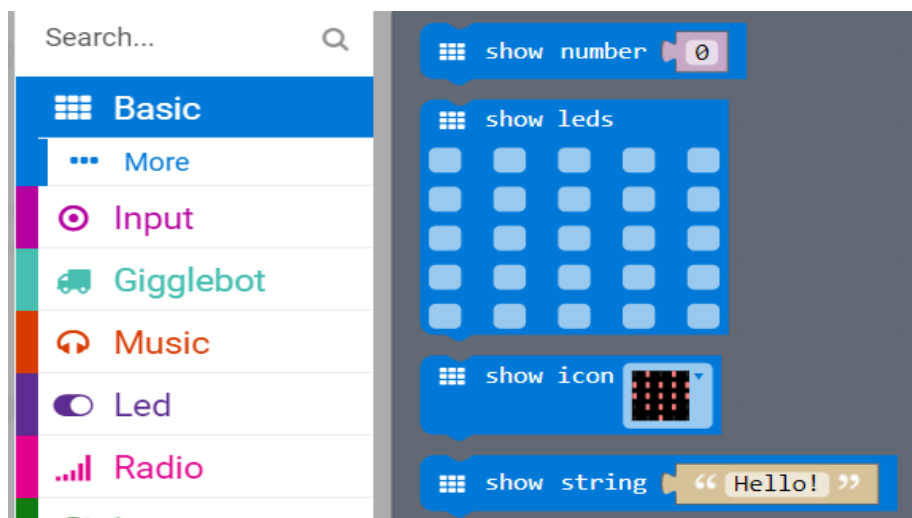 Search...
Basic
More
Input
Gigglebot
Music
Led
Radio
show number 0
show leds
show icon
show string “ Hello! ”